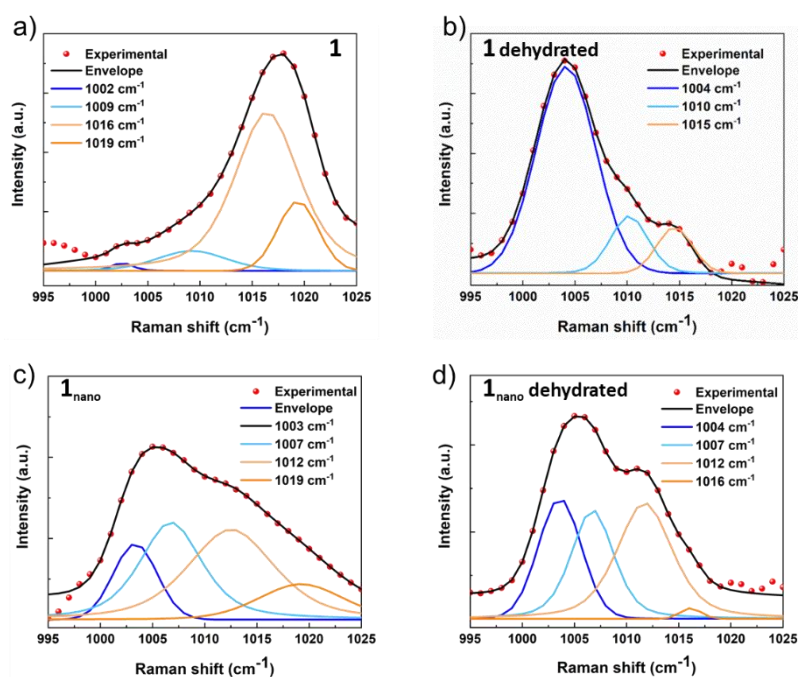 a)
1
Experimental
Envelope
1002 cm-1
1009 cm-1
1016 cm-1
1019 cm-1
Intensity (a.u.)
995 1000 1005 1010 1015 1020 1025
Raman shift (cm-1)
b)
1 dehydrated
Experimental
Envelope
1004 cm-1
1010 cm-1
1015 cm-1
Intensity (a.u.)
995 1000 1005 1010 1015 1020 1025
Raman shift (cm-1)
c)
1nano
Experimental
Envelope
1003 cm-1
1007 cm-1
1012 cm-1
1019 cm-1
Intensity (a.u.)
995 1000 1005 1010 1015 1020 1025
Raman shift (cm-1)
d)
1nano dehydrated
Experimental
Envelope
1004 cm-1
1007 cm-1
1012 cm-1
1016 cm-1
Intensity (a.u.)
995 1000 1005 1010 1015 1020 1025
Raman shift (cm-1)